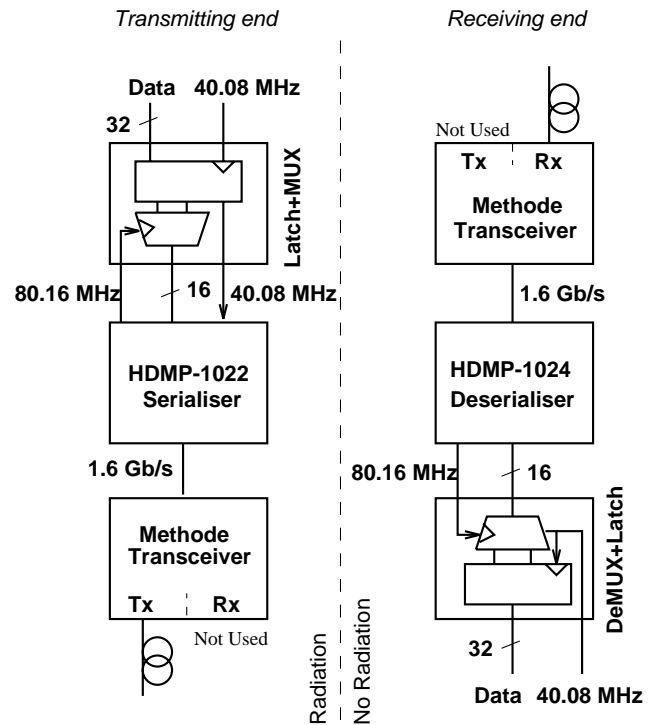 Transmitting end
Data 40.08 MHz
32
Latch+MUX
80.16 MHz
16
40.08 MHz
HDMP-1022
Serialiser
1.6 Gb/s
Methode
Transceiver
Tx Rx
Not Used
Radiation
No Radiation
Receiving end
Not Used
Tx Rx
Methode
Transceiver
1.6 Gb/s
HDMP-1024
Deserialiser
80.16 MHz
16
DeMUX+Latch
32
Data 40.08 MHz